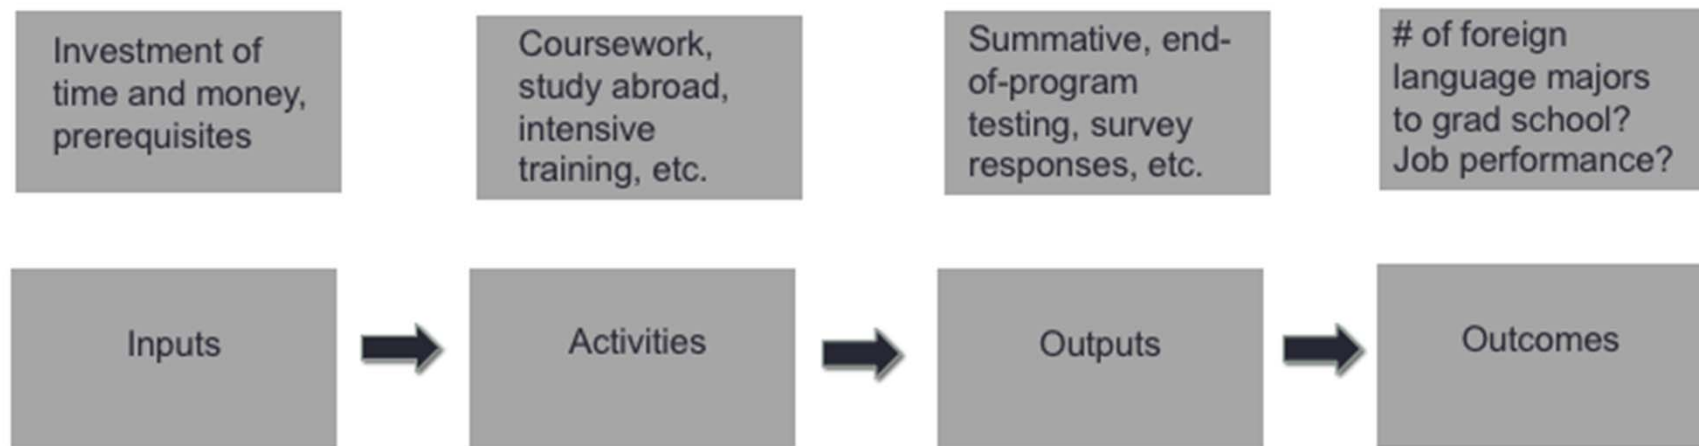 Investment of
time and money,
prerequisites
Coursework,
study abroad,
intensive
training, etc.
Summative, end-
of-program
testing, survey
responses, etc.
# of foreign
language majors
to grad school?
Job performance?
Inputs
Activities
Outputs
Outcomes